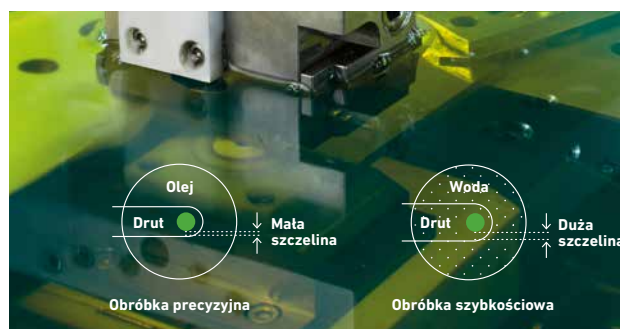 Olej
Drut
Mała
szczelina
Obróbka precyzyjna
Woda
Drut
Duża
szczelina
Obróbka szybkościowa